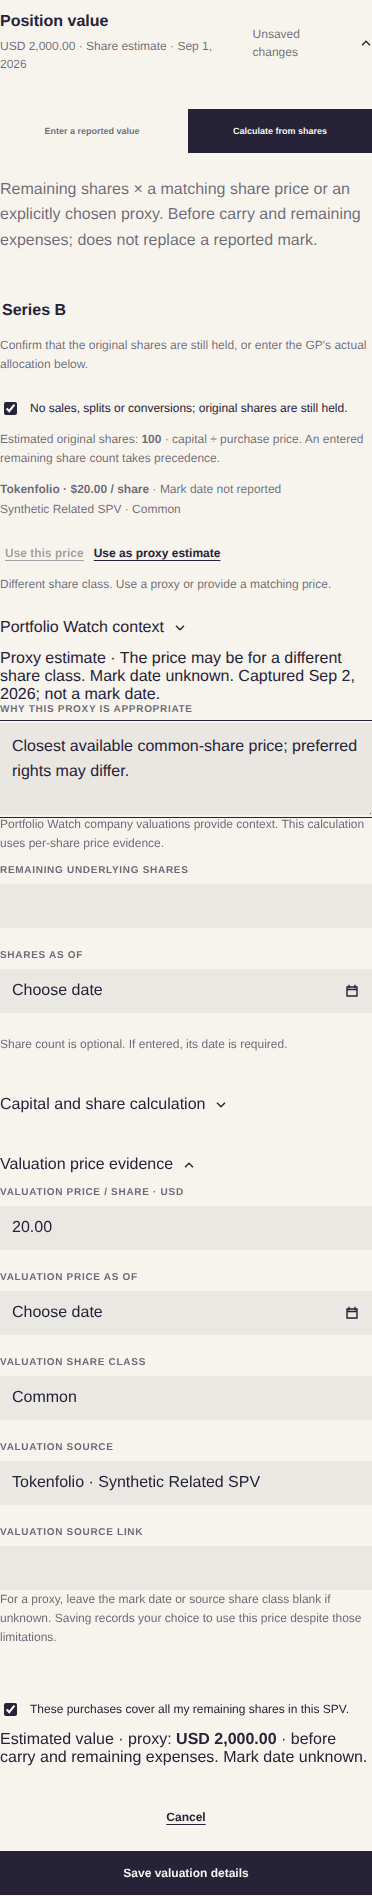 Position value
USD 2,000.00 · Share estimate · Sep 1,
2026
Unsaved
changes
Enter a reported value
Calculate from shares
Remaining shares × a matching share price or an
explicitly chosen proxy. Before carry and remaining
expenses; does not replace a reported mark.
Series B
Confirm that the original shares are still held, or enter the GP's actual
allocation below.
No sales, splits or conversions; original shares are still held.
Estimated original shares: 100 · capital ÷ purchase price. An entered
remaining share count takes precedence.
Tokenfolio · $20.00 / share · Mark date not reported
Synthetic Related SPV · Common
Use this price Use as proxy estimate
Different share class. Use a proxy or provide a matching price.
Portfolio Watch context
Proxy estimate · The price may be for a different
share class. Mark date unknown. Captured Sep 2,
2026; not a mark date.
WHY THIS PROXY IS APPROPRIATE
Closest available common-share price; preferred
rights may differ.
Portfolio Watch company valuations provide context. This calculation
uses per-share price evidence.
REMAINING UNDERLYING SHARES
SHARES AS OF
Choose date
Share count is optional. If entered, its date is required.
Capital and share calculation
Valuation price evidence
VALUATION PRICE / SHARE · USD
20.00
VALUATION PRICE AS OF
Choose date
VALUATION SHARE CLASS
Common
VALUATION SOURCE
Tokenfolio · Synthetic Related SPV
VALUATION SOURCE LINK
For a proxy, leave the mark date or source share class blank if
unknown. Saving records your choice to use this price despite those
limitations.
These purchases cover all my remaining shares in this SPV.
Estimated value · proxy: USD 2,000.00 · before
carry and remaining expenses. Mark date unknown.
Cancel
Save valuation details